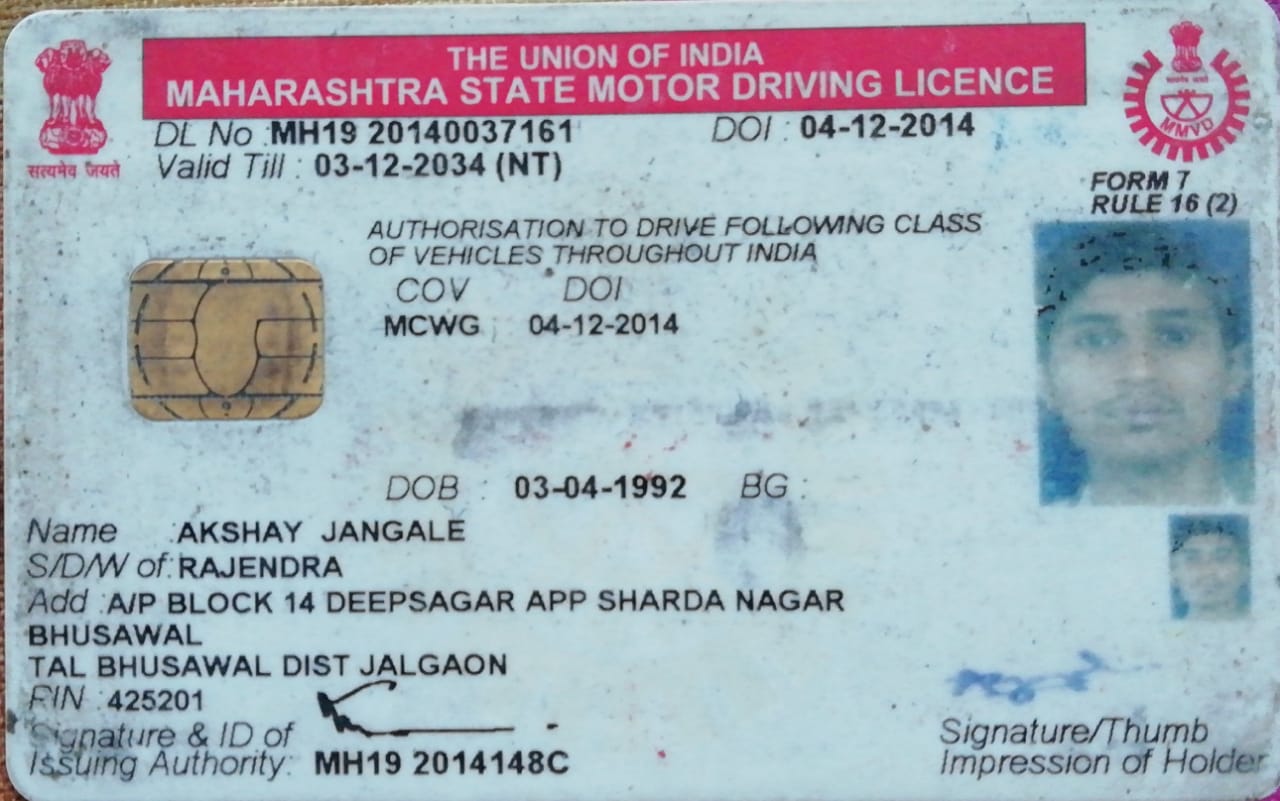 THE UNION OF INDIA
MAHARASHTRA STATE MOTOR DRIVING LICENCE
सत्यमेव जयते
MMVD
DL No : MH19 20140037161 DOI : 04-12-2014
Valid Till : 03-12-2034 (NT)
FORM 7
RULE 16 (2)
AUTHORISATION TO DRIVE FOLLOWING CLASS
OF VEHICLES THROUGHOUT INDIA
COV DOI
MCWG 04-12-2014
DOB : 03-04-1992 BG :
Name : AKSHAY JANGALE
S/D/W of : RAJENDRA
Add : A/P BLOCK 14 DEEPSAGAR APP SHARDA NAGAR
BHUSAWAL
TAL BHUSAWAL DIST JALGAON
PIN : 425201
Signature & ID of
Issuing Authority: MH19 2014148C
Signature/Thumb
Impression of Holder